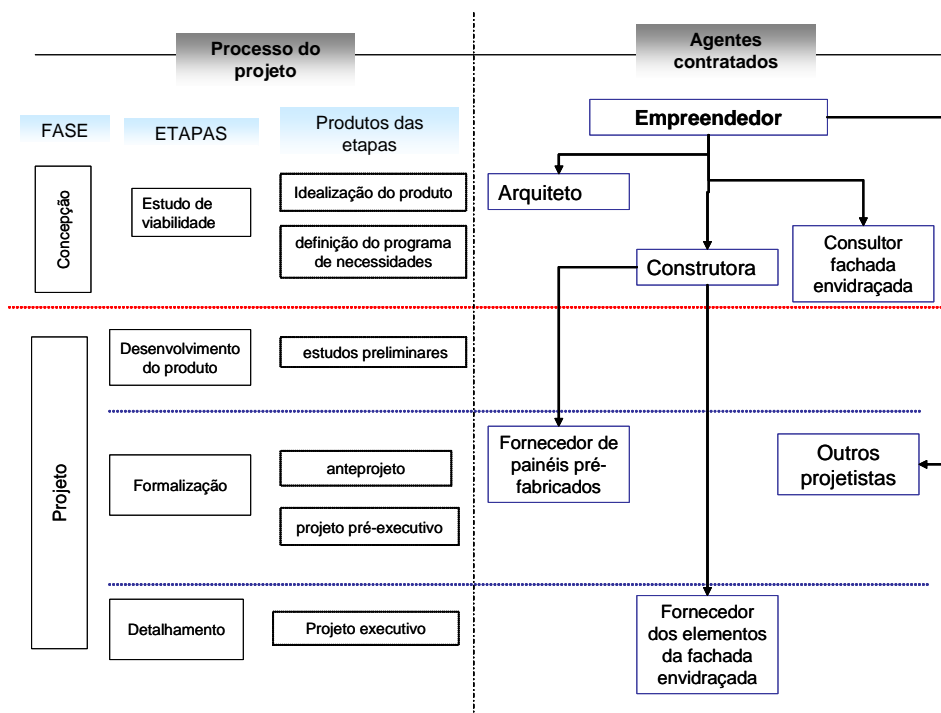 Processo do
projeto
Agentes
contratados
FASE
ETAPAS
Produtos das
etapas
Empreendedor
Concepção
Estudo de
viabilidade
Idealização do produto
definição do programa
de necessidades
Arquiteto
Construtora
Consultor
fachada
envidraçada
Projeto
Desenvolvimento
do produto
estudos preliminares
Formalização
anteprojeto
projeto pré-executivo
Fornecedor de
painéis pré-
fabricados
Outros
projetistas
Detalhamento
Projeto executivo
Fornecedor
dos elementos
da fachada
envidraçada